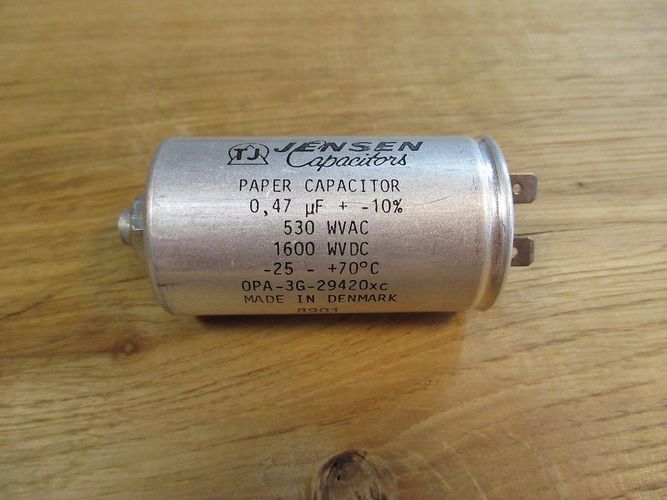 TJ JENSEN
Capacitors
PAPER CAPACITOR
0,47 µF + -10%
530 WVAC
1600 WVDC
-25 - +70°C
OPA-3G-29420xc
MADE IN DENMARK